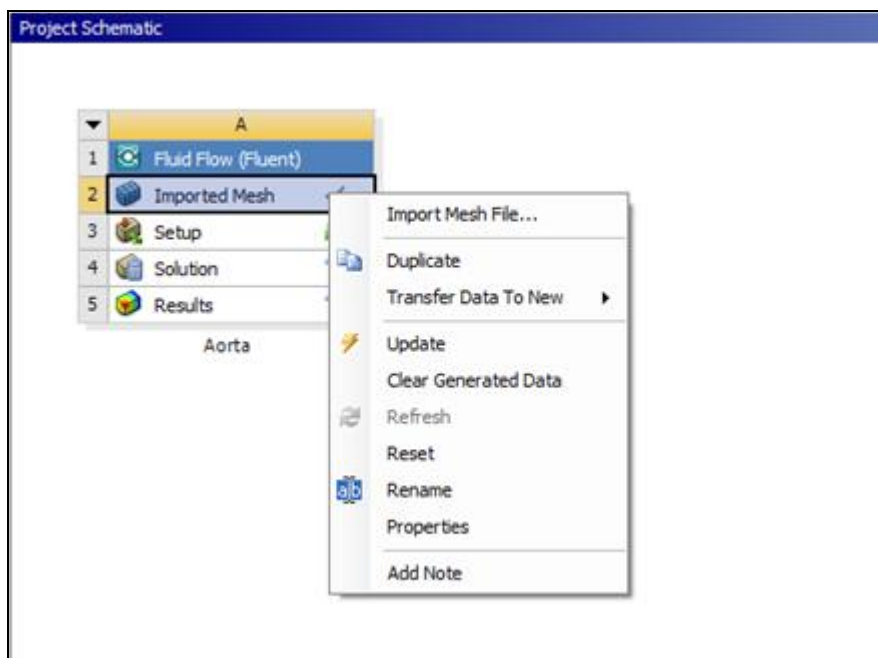 Project Schematic
A
1 Fluid Flow (Fluent)
2 Imported Mesh
3 Setup
4 Solution
5 Results
Aorta
Import Mesh File...
Duplicate
Transfer Data To New
Update
Clear Generated Data
Refresh
Reset
a|b Rename
Properties
Add Note